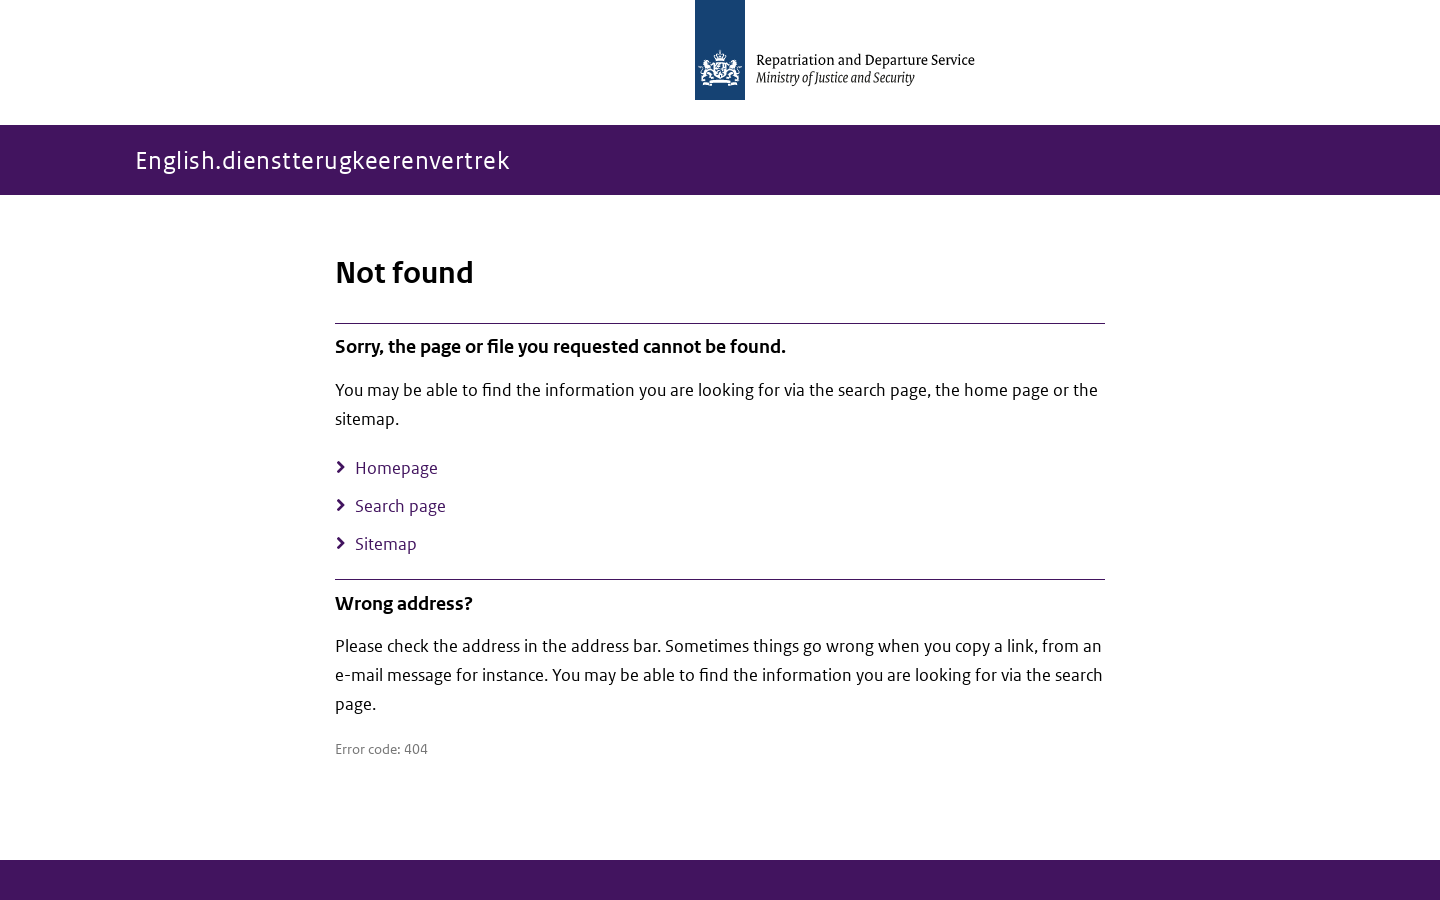 Repatriation and Departure Service
Ministry of Justice and Security
English.dienstterugkeerenvertrek
Not found
Sorry, the page or file you requested cannot be found.
You may be able to find the information you are looking for via the search page, the home page or the
sitemap.
Homepage
Search page
Sitemap
Wrong address?
Please check the address in the address bar. Sometimes things go wrong when you copy a link, from an
e-mail message for instance. You may be able to find the information you are looking for via the search
page.
Error code: 404